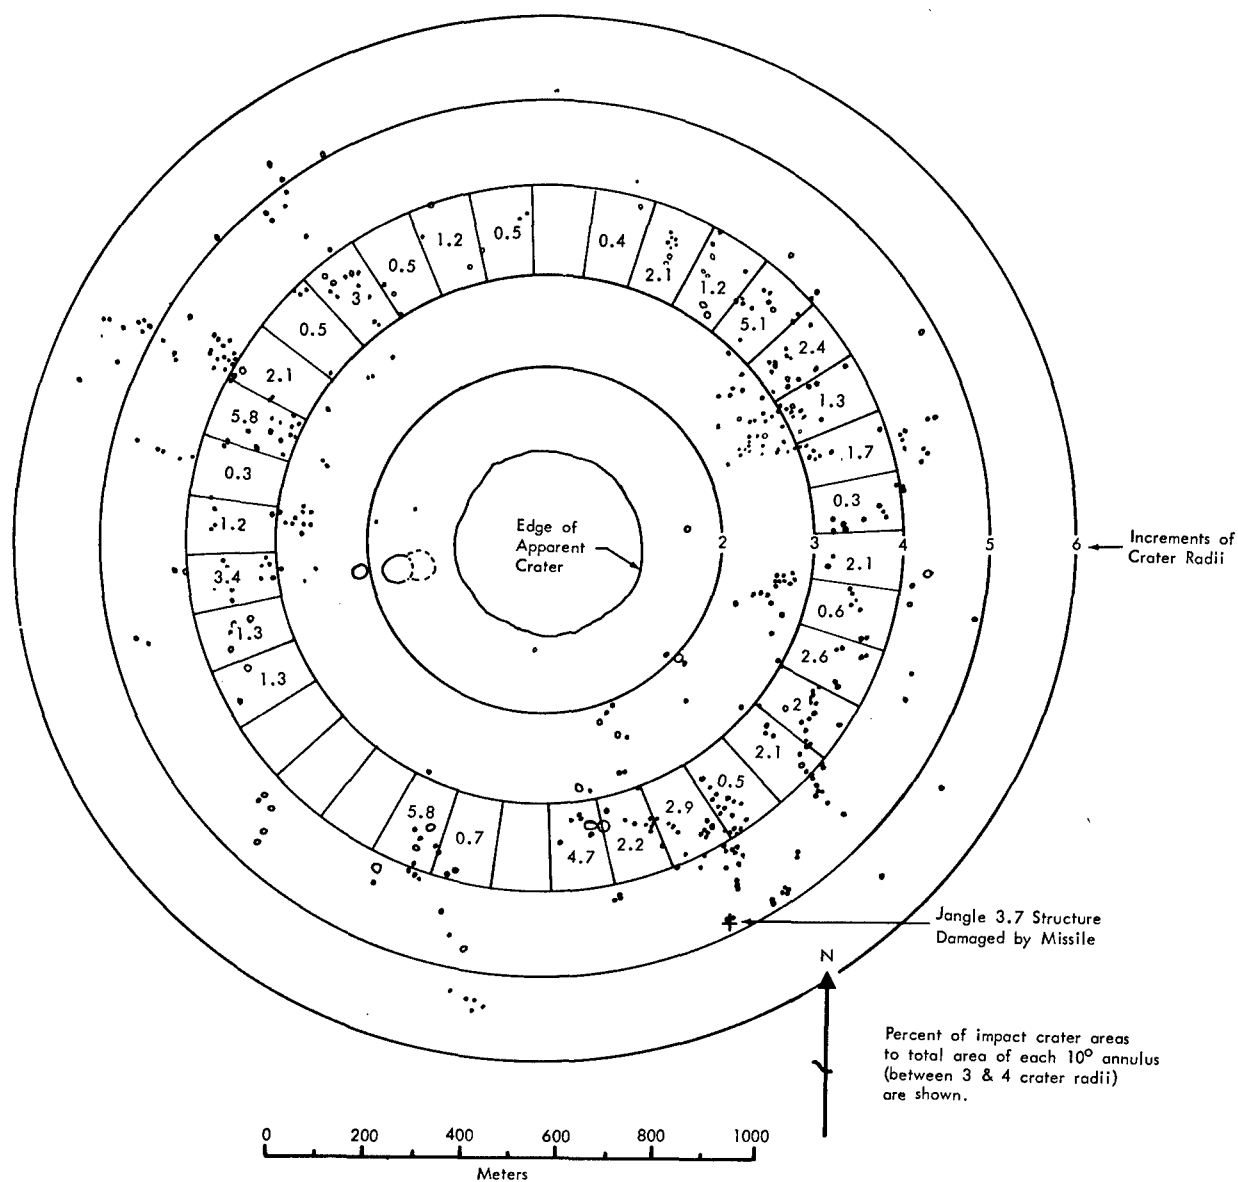 0.5
0.4
1.2
2.1
0.5
1.2
3
5.1
0.5
2.4
2.1
1.3
5.8
1.7
0.3
0.3
1.2
Edge of
Apparent
Crater
2
3
4
5
6
Increments of
Crater Radii
3.4
2.1
1.3
0.6
1.3
2.6
2
2.1
0.5
5.8
2.9
0.7
2.2
4.7
Jangle 3.7 Structure
Damaged by Missile
N
Percent of impact crater areas
to total area of each 10° annulus
(between 3 & 4 crater radii)
are shown.
0 200 400 600 800 1000
Meters